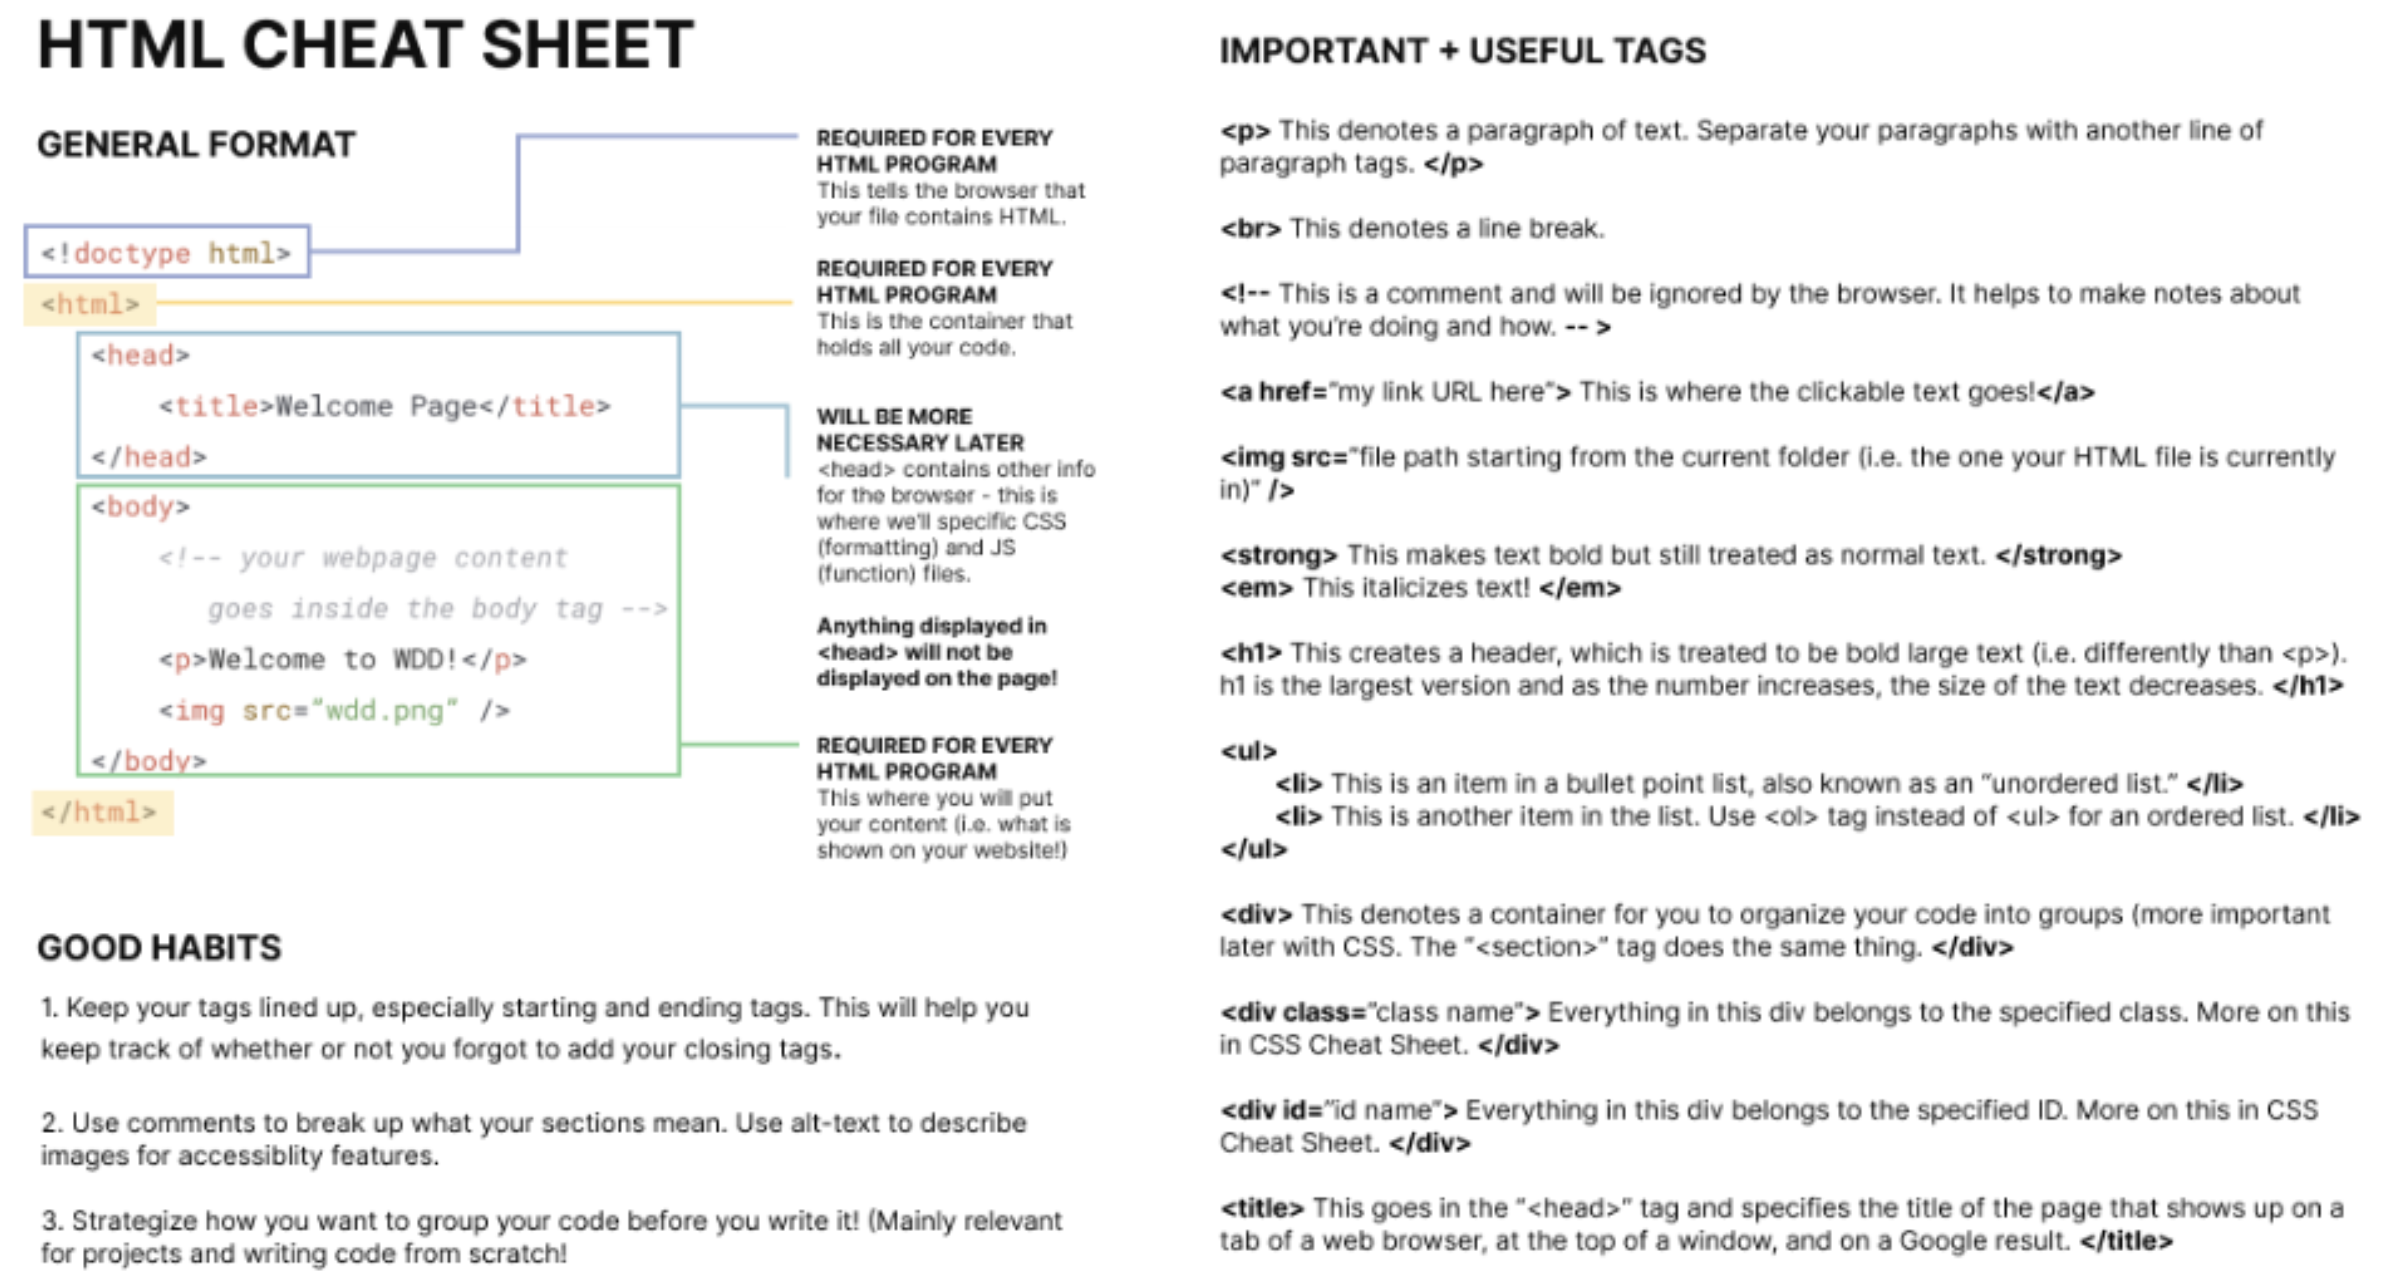 HTML CHEAT SHEET
GENERAL FORMAT
<!doctype html>
<html>
<head>
<title>Welcome Page</title>
</head>
<body>
<!-- your webpage content
goes inside the body tag -->
<p>Welcome to WDD!</p>
<img src="wdd.png" />
</body>
</html>
REQUIRED FOR EVERY
HTML PROGRAM
This tells the browser that
your file contains HTML.
REQUIRED FOR EVERY
HTML PROGRAM
This is the container that
holds all your code.
WILL BE MORE
NECESSARY LATER
<head> contains other info
for the browser - this is
where we'll specific CSS
(formatting) and JS
(function) files.
Anything displayed in
<head> will not be
displayed on the page!
REQUIRED FOR EVERY
HTML PROGRAM
This where you will put
your content (i.e. what is
shown on your website!)
GOOD HABITS
1. Keep your tags lined up, especially starting and ending tags. This will help you
keep track of whether or not you forgot to add your closing tags.
2. Use comments to break up what your sections mean. Use alt-text to describe
images for accessiblity features.
3. Strategize how you want to group your code before you write it! (Mainly relevant
for projects and writing code from scratch!
IMPORTANT + USEFUL TAGS
<p> This denotes a paragraph of text. Separate your paragraphs with another line of
paragraph tags. </p>
<br> This denotes a line break.
<!-- This is a comment and will be ignored by the browser. It helps to make notes about
what you're doing and how. -- >
<a href="my link URL here"> This is where the clickable text goes!</a>
<img src="file path starting from the current folder (i.e. the one your HTML file is currently
in)" />
<strong> This makes text bold but still treated as normal text. </strong>
<em> This italicizes text! </em>
<h1> This creates a header, which is treated to be bold large text (i.e. differently than <p>).
h1 is the largest version and as the number increases, the size of the text decreases. </h1>
<ul>
<li> This is an item in a bullet point list, also known as an “unordered list.” </li>
<li> This is another item in the list. Use <ol> tag instead of <ul> for an ordered list. </li>
</ul>
<div> This denotes a container for you to organize your code into groups (more important
later with CSS. The “<section>” tag does the same thing. </div>
<div class="class name"> Everything in this div belongs to the specified class. More on this
in CSS Cheat Sheet. </div>
<div id="id name"> Everything in this div belongs to the specified ID. More on this in CSS
Cheat Sheet. </div>
<title> This goes in the “<head>” tag and specifies the title of the page that shows up on a
tab of a web browser, at the top of a window, and on a Google result. </title>